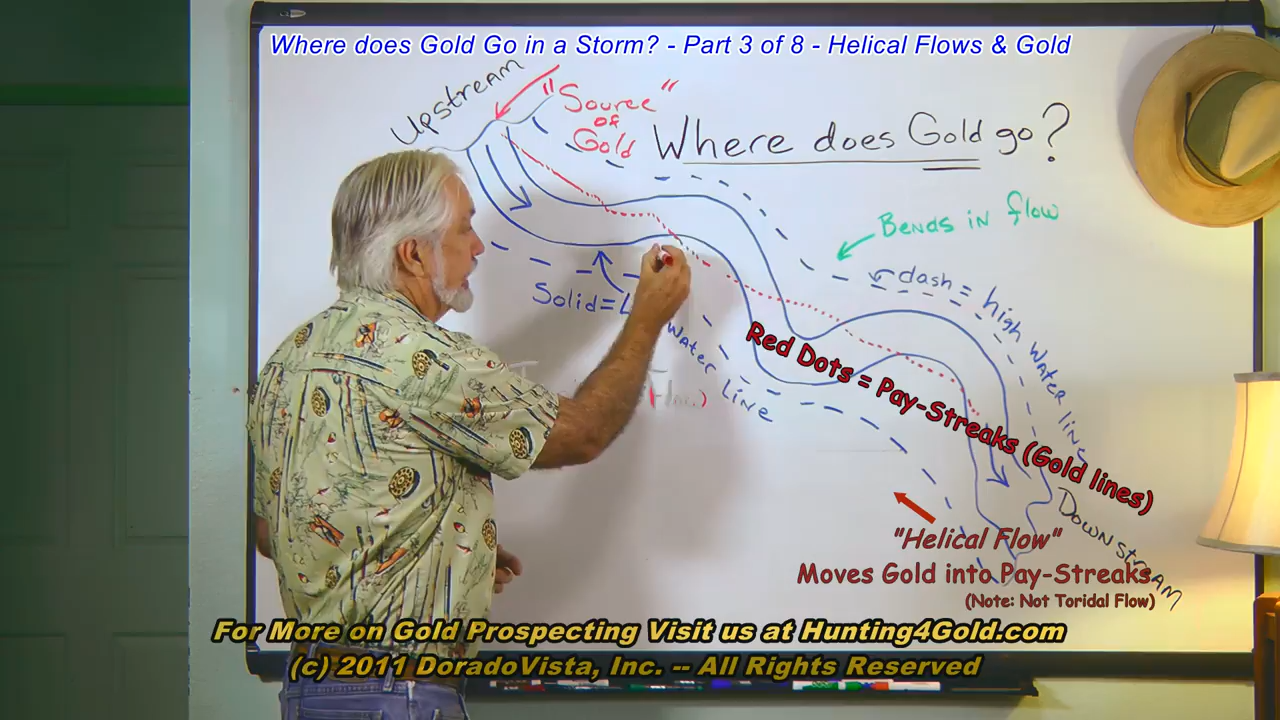 Where does Gold Go in a Storm? - Part 3 of 8 - Helical Flows & Gold
Upstream
"Source"
of
Gold
Where does Gold go?
Bends in flow
dash = high water line
Solid = L
water Line
Red Dots = Pay-Streaks (Gold lines)
Downstream
"Helical Flow"
Moves Gold into Pay-Streaks
(Note: Not Toridal Flow)
For More on Gold Prospecting Visit us at Hunting4Gold.com
(c) 2011 DoradoVista, Inc. -- All Rights Reserved